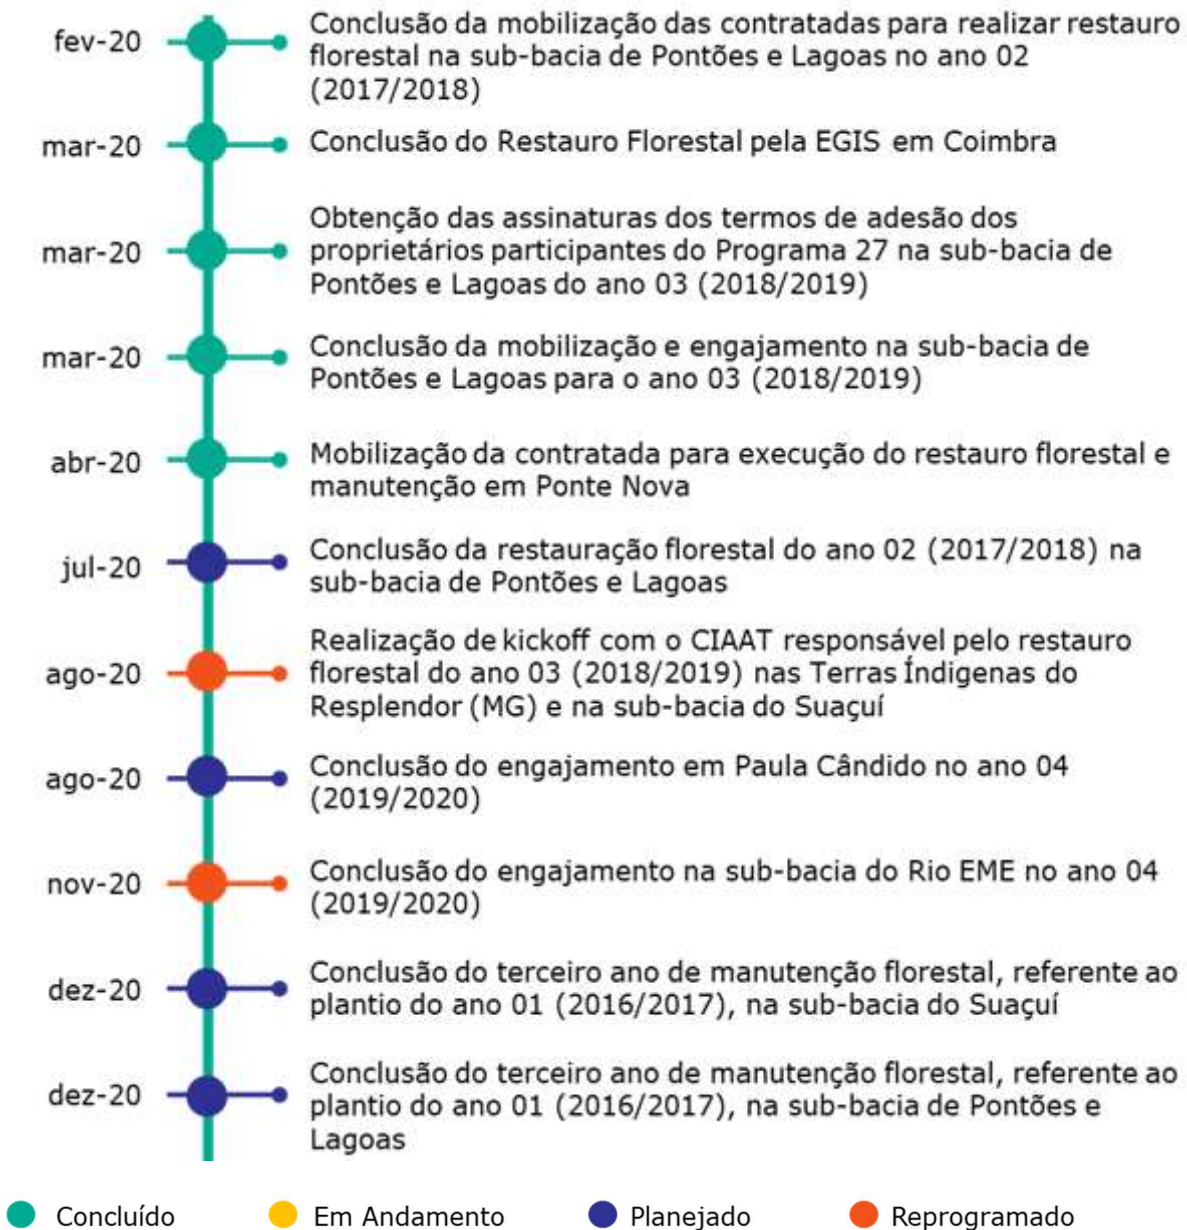 fev-20
Conclusão da mobilização das contratadas para realizar restauro
florestal na sub-bacia de Pontões e Lagoas no ano 02
(2017/2018)
mar-20
Conclusão do Restauro Florestal pela EGIS em Coimbra
mar-20
Obtenção das assinaturas dos termos de adesão dos
proprietários participantes do Programa 27 na sub-bacia de
Pontões e Lagoas do ano 03 (2018/2019)
mar-20
Conclusão da mobilização e engajamento na sub-bacia de
Pontões e Lagoas para o ano 03 (2018/2019)
abr-20
Mobilização da contratada para execução do restauro florestal e
manutenção em Ponte Nova
jul-20
Conclusão da restauração florestal do ano 02 (2017/2018) na
sub-bacia de Pontões e Lagoas
ago-20
Realização de kickoff com o CIAAT responsável pelo restauro
florestal do ano 03 (2018/2019) nas Terras Índigenas do
Resplendor (MG) e na sub-bacia do Suaçuí
ago-20
Conclusão do engajamento em Paula Cândido no ano 04
(2019/2020)
nov-20
Conclusão do engajamento na sub-bacia do Rio EME no ano 04
(2019/2020)
dez-20
Conclusão do terceiro ano de manutenção florestal, referente ao
plantio do ano 01 (2016/2017), na sub-bacia do Suaçuí
dez-20
Conclusão do terceiro ano de manutenção florestal, referente ao
plantio do ano 01 (2016/2017), na sub-bacia de Pontões e
Lagoas
Concluído
Em Andamento
Planejado
Reprogramado